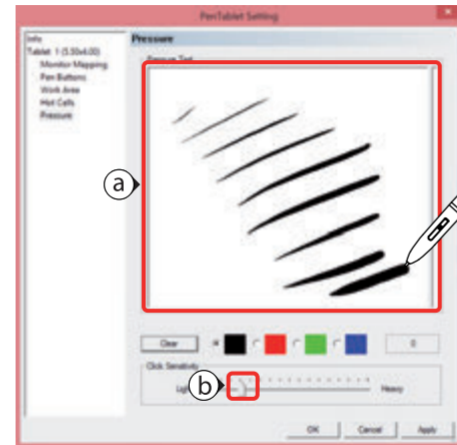 PenTablet Setting
Info
Tablet 1 (5.50x4.00)
Monitor Mapping
Pen Buttons
Work Area
Hot Cells
Pressure
Pressure
Pressure Test
a
Clear
0
Click Sensitivity
b
Heavy
OK
Cancel
Apply